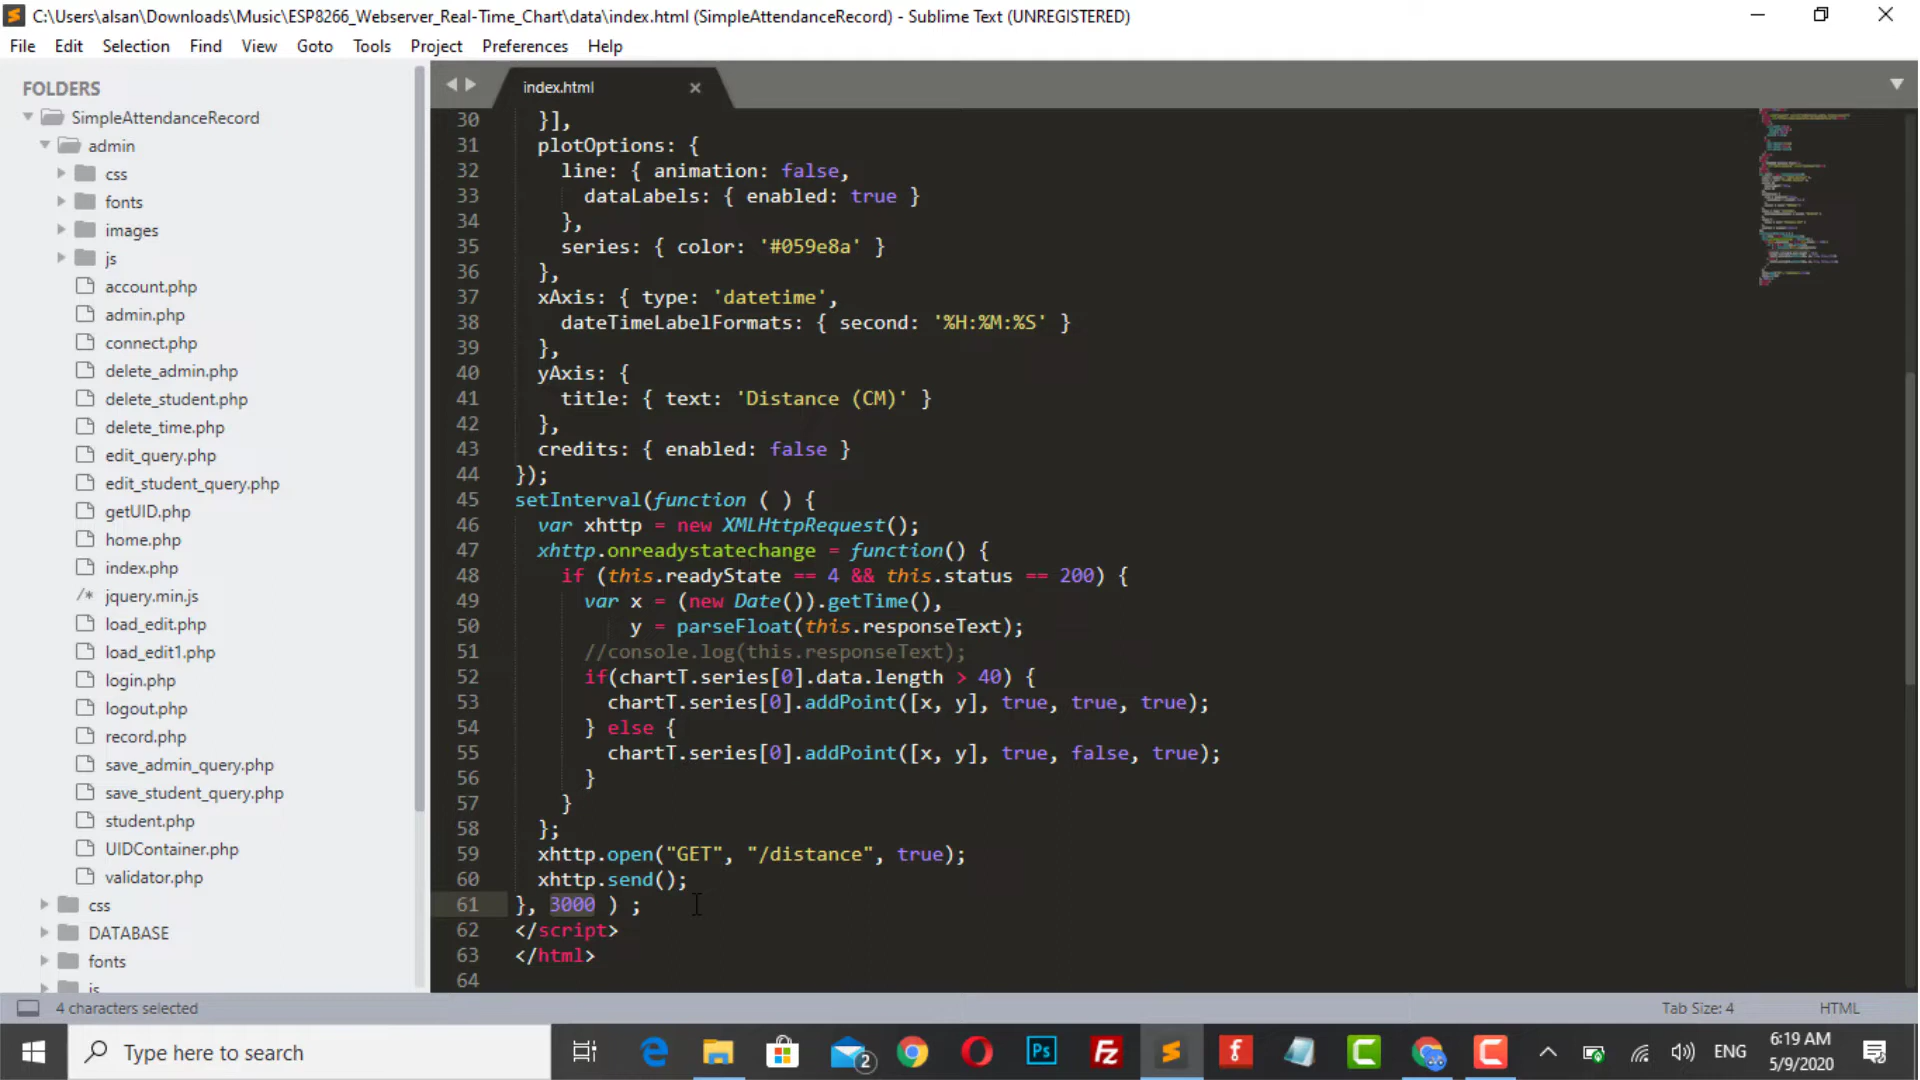 C:\Users\alsan\Downloads\Music\ESP8266_Webserver_Real-Time_Chart\data\index.html (SimpleAttendanceRecord) - Sublime Text (UNREGISTERED)
File Edit Selection Find View Goto Tools Project Preferences Help
FOLDERS
SimpleAttendanceRecord
admin
css
fonts
images
js
account.php
admin.php
connect.php
delete_admin.php
delete_student.php
delete_time.php
edit_query.php
edit_student_query.php
getUID.php
home.php
index.php
/* jquery.min.js
load_edit.php
load_edit1.php
login.php
logout.php
record.php
save_admin_query.php
save_student_query.php
student.php
UIDContainer.php
validator.php
css
DATABASE
fonts
js
index.html
30 }],
31 plotOptions: {
32 line: { animation: false,
33 dataLabels: { enabled: true }
34 },
35 series: { color: '#059e8a' }
36 },
37 xAxis: { type: 'datetime',
38 dateTimeLabelFormats: { second: '%H:%M:%S' }
39 },
40 yAxis: {
41 title: { text: 'Distance (CM)' }
42 },
43 credits: { enabled: false }
44 });
45 setInterval(function ( ) {
46 var xhttp = new XMLHttpRequest();
47 xhttp.onreadystatechange = function() {
48 if (this.readyState == 4 && this.status == 200) {
49 var x = (new Date()).getTime(),
50 y = parseFloat(this.responseText);
51 //console.log(this.responseText);
52 if(chartT.series[0].data.length > 40) {
53 chartT.series[0].addPoint([x, y], true, true, true);
54 } else {
55 chartT.series[0].addPoint([x, y], true, false, true);
56 }
57 }
58 };
59 xhttp.open("GET", "/distance", true);
60 xhttp.send();
61 }, 3000 ) ;
62 </script>
63 </html>
64
4 characters selected
Tab Size: 4 HTML
Type here to search
2
Ps
Fz
ENG
6:19 AM
5/9/2020